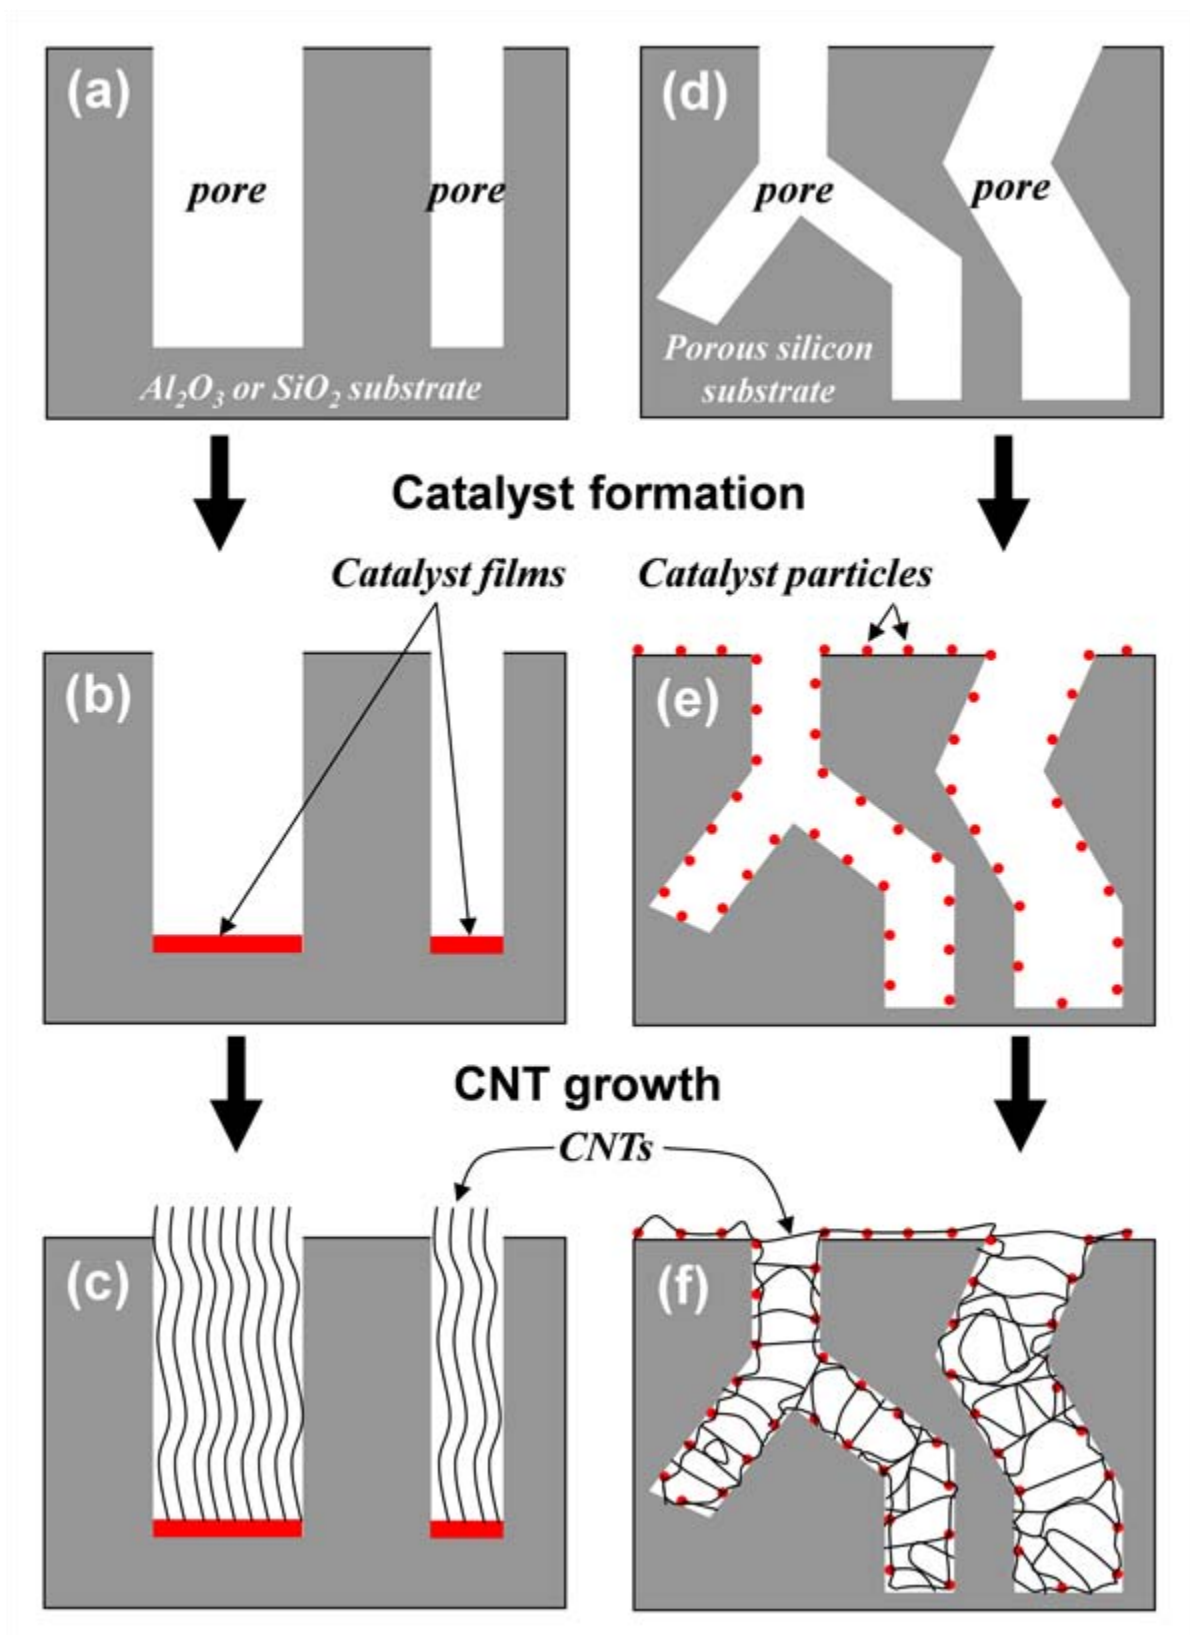 (a)
pore
pore
Al₂O₃ or SiO₂ substrate
(d)
pore
pore
Porous silicon
substrate
Catalyst formation
Catalyst films
Catalyst particles
(b)
(e)
CNT growth
CNTs
(c)
(f)